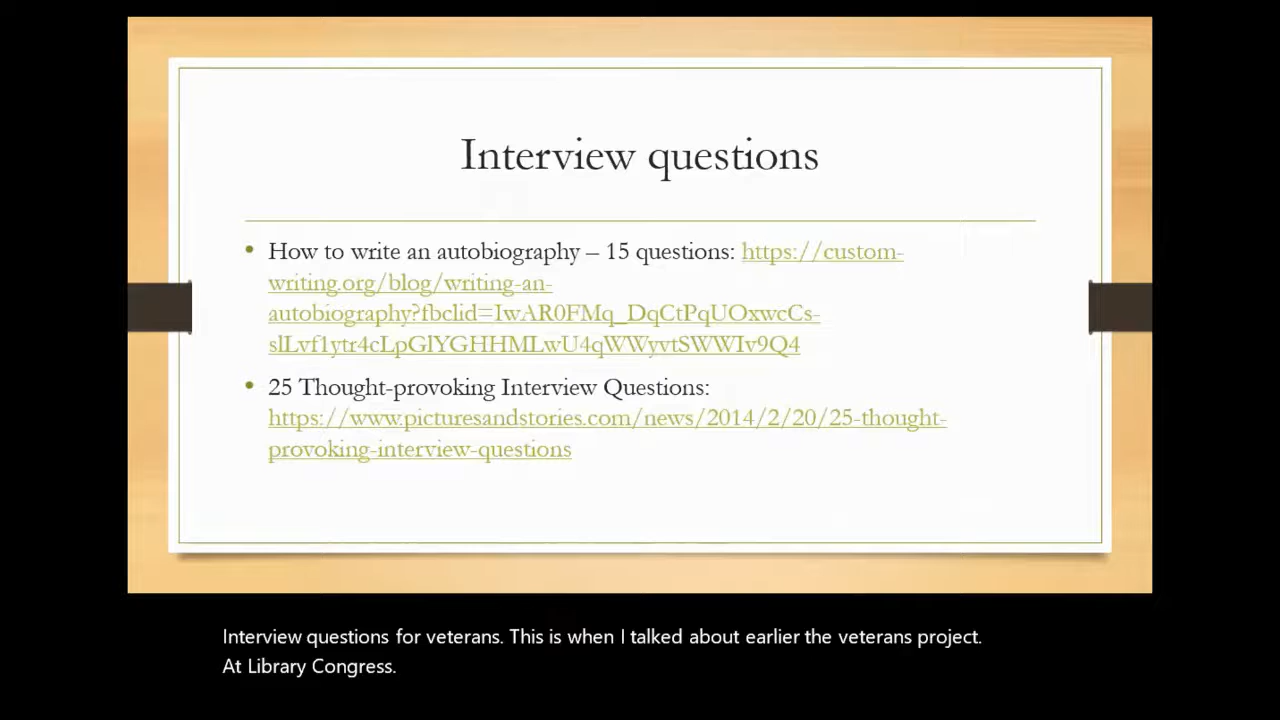 Interview questions
• How to write an autobiography – 15 questions: https://custom-
writing.org/blog/writing-an-
autobiography?fbclid=IwAR0FMq_DqCtPqUOxwcCs-
slLvf1ytr4cLpGlYGHHMLwU4qWWyvtSWWIv9Q4
• 25 Thought-provoking Interview Questions:
https://www.picturesandstories.com/news/2014/2/20/25-thought-
provoking-interview-questions
Interview questions for veterans. This is when I talked about earlier the veterans project.
At Library Congress.